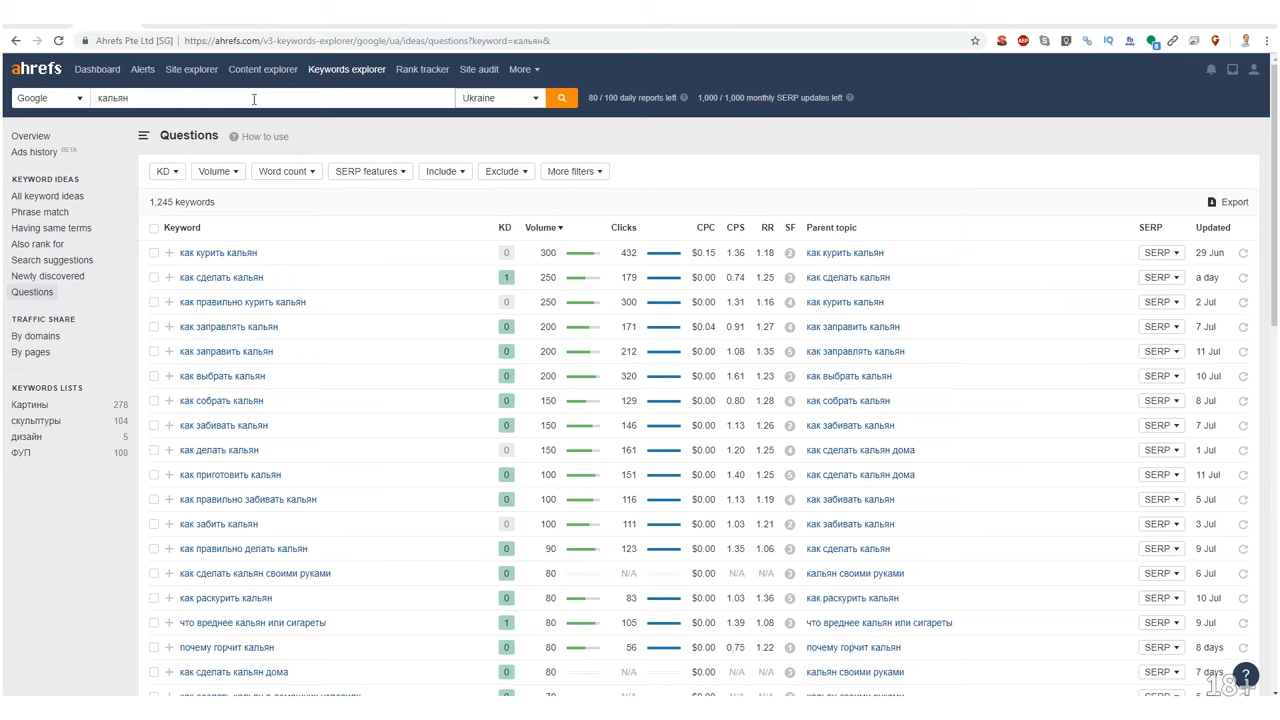 Ahrefs Pte Ltd [SG] https://ahrefs.com/v3-keywords-explorer/google/ua/ideas/questions?keyword=кальян&
ahrefs Dashboard Alerts Site explorer Content explorer Keywords explorer Rank tracker Site audit More
Google кальян Ukraine 80 / 100 daily reports left 1,000 / 1,000 monthly SERP updates left
Overview
Ads history BETA
KEYWORD IDEAS
All keyword ideas
Phrase match
Having same terms
Also rank for
Search suggestions
Newly discovered
Questions
TRAFFIC SHARE
By domains
By pages
KEYWORDS LISTS
Картины 278
скульптуры 104
дизайн 5
ФУП 100
Questions ? How to use
KD Volume Word count SERP features Include Exclude More filters
1,245 keywords Export
Keyword KD Volume Clicks CPC CPS RR SF Parent topic SERP Updated
как курить кальян 0 300 432 $0.15 1.36 1.18 2 как курить кальян SERP 29 Jun
как сделать кальян 1 250 179 $0.00 0.74 1.25 3 как сделать кальян SERP a day
как правильно курить кальян 0 250 300 $0.00 1.31 1.16 4 как курить кальян SERP 2 Jul
как заправлять кальян 0 200 171 $0.04 0.91 1.27 4 как заправить кальян SERP 7 Jul
как заправить кальян 0 200 212 $0.00 1.08 1.35 5 как заправлять кальян SERP 11 Jul
как выбрать кальян 0 200 320 $0.00 1.61 1.23 3 как выбрать кальян SERP 10 Jul
как собрать кальян 0 150 129 $0.00 0.80 1.28 4 как собрать кальян SERP 8 Jul
как забивать кальян 0 150 146 $0.00 1.13 1.26 2 как забивать кальян SERP 7 Jul
как делать кальян 0 150 161 $0.00 1.20 1.25 4 как сделать кальян дома SERP 1 Jul
как приготовить кальян 0 100 151 $0.00 1.40 1.25 3 как сделать кальян дома SERP 11 Jul
как правильно забивать кальян 0 100 116 $0.00 1.13 1.19 4 как забивать кальян SERP 5 Jul
как забить кальян 0 100 111 $0.00 1.03 1.21 2 как забивать кальян SERP 3 Jul
как правильно делать кальян 0 90 123 $0.00 1.35 1.06 3 как сделать кальян SERP 9 Jul
как сделать кальян своими руками 0 80 N/A $0.00 N/A N/A 3 кальян своими руками SERP 6 Jul
как раскурить кальян 0 80 83 $0.00 1.03 1.36 5 как раскурить кальян SERP 10 Jul
что вреднее кальян или сигареты 1 80 105 $0.00 1.39 1.08 3 что вреднее кальян или сигареты SERP 9 Jul
почему горчит кальян 0 80 56 $0.00 0.75 1.22 1 почему горчит кальян SERP 8 days
как сделать кальян дома 0 80 N/A $0.00 N/A N/A 3 кальян своими руками SERP 7 days
?
18+